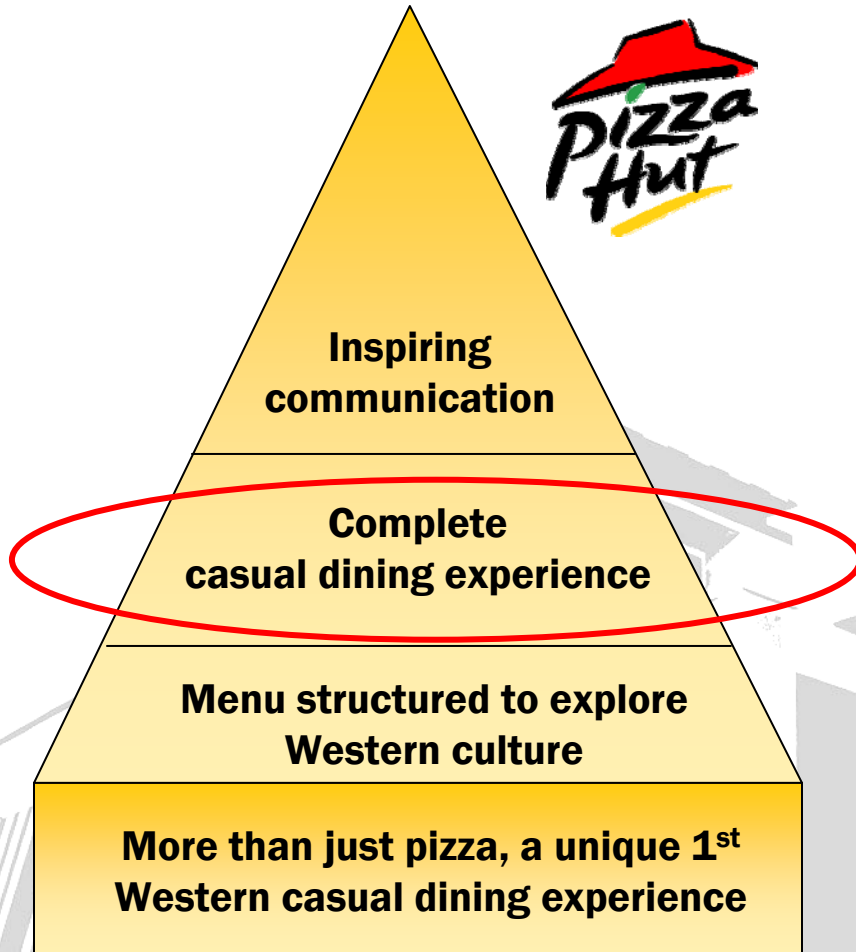 Pizza
Hut
Inspiring
communication
Complete
casual dining experience
Menu structured to explore
Western culture
More than just pizza, a unique 1st
Western casual dining experience